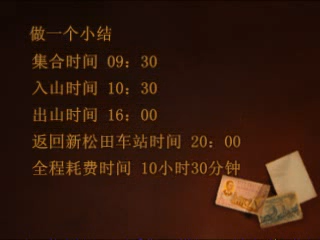 做一个小结
集合时间 09：30
入山时间 10：30
出山时间 16：00
返回新松田车站时间 20：00
全程耗费时间 10小时30分钟